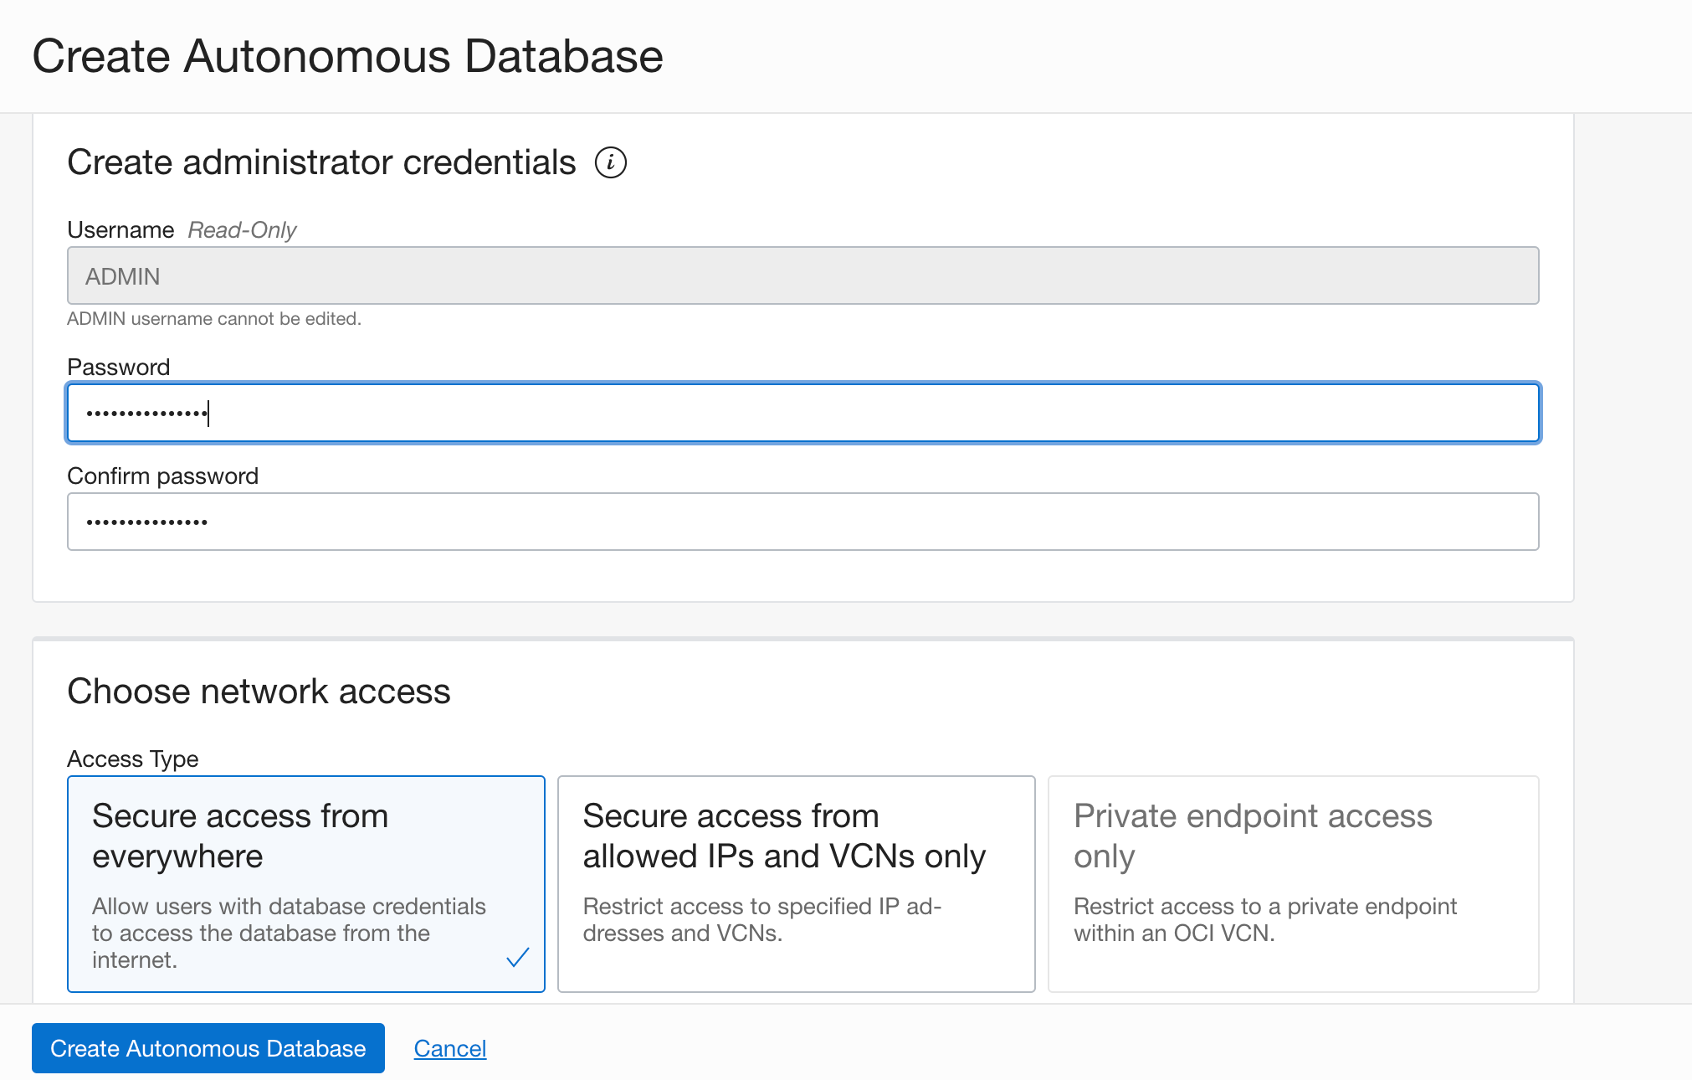 Create Autonomous Database
Create administrator credentials
Username Read-Only
ADMIN
ADMIN username cannot be edited.
Password
•••••••••••••••
Confirm password
•••••••••••••••
Choose network access
Access Type
Secure access from
everywhere
Allow users with database credentials
to access the database from the
internet.
Secure access from
allowed IPs and VCNs only
Restrict access to specified IP ad-
dresses and VCNs.
Private endpoint access
only
Restrict access to a private endpoint
within an OCI VCN.
Create Autonomous Database
Cancel